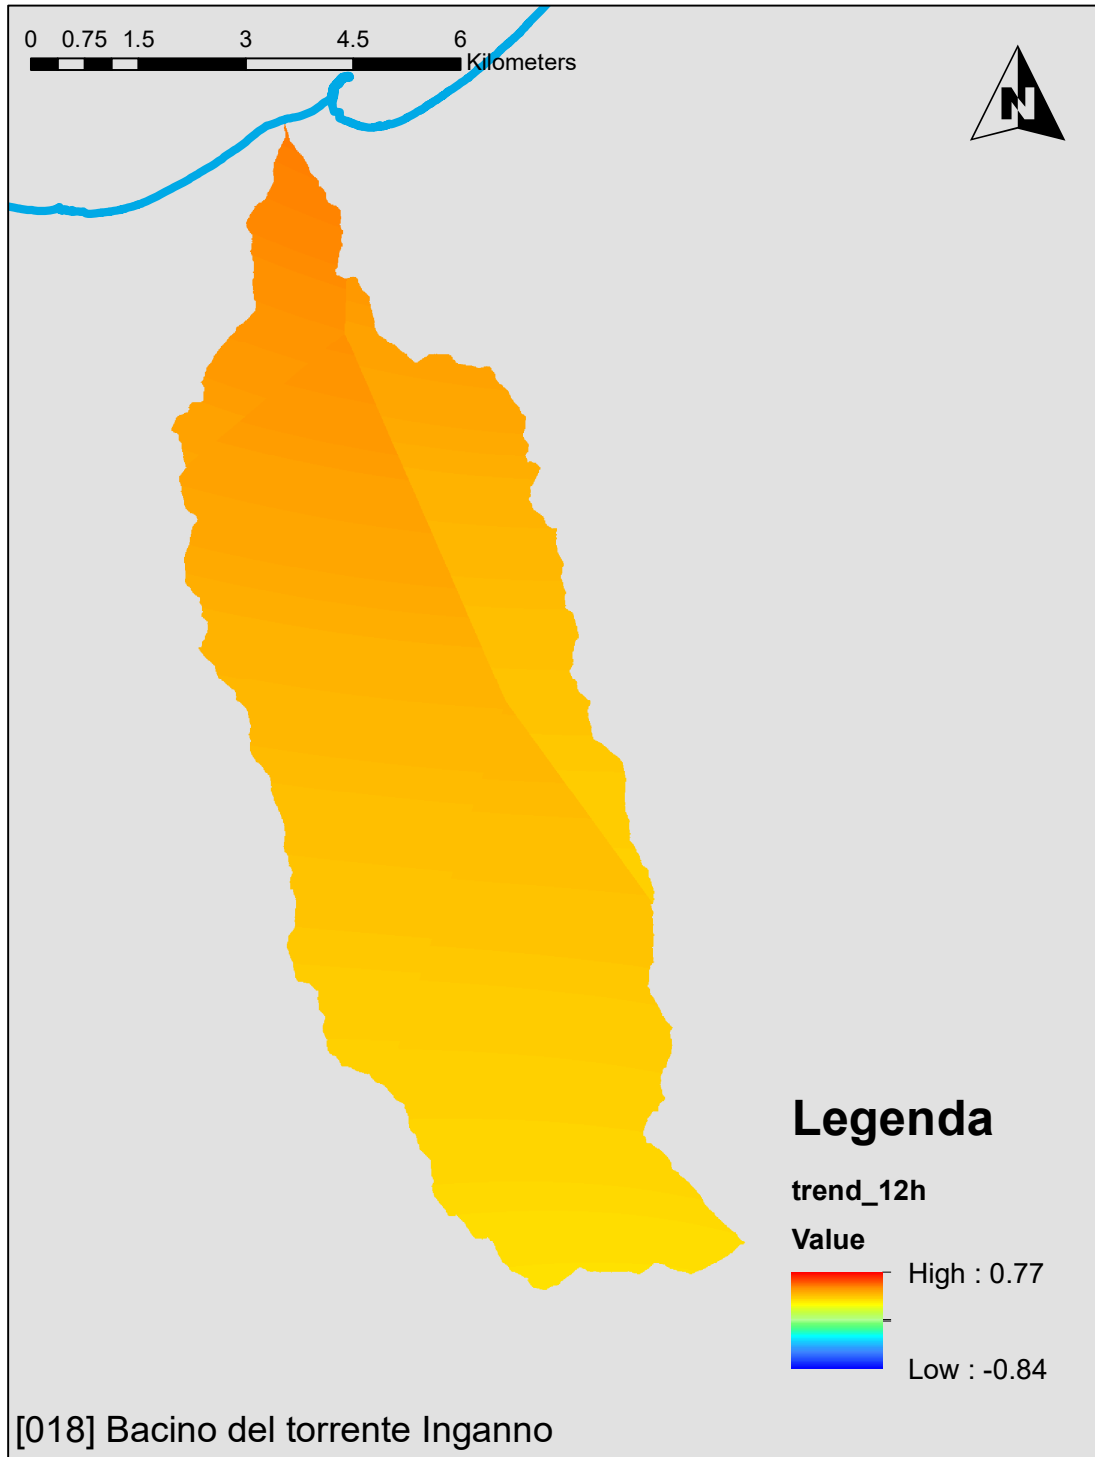 0 0.75 1.5 3 4.5 6
Kilometers
N
Legenda
trend_12h
Value
High : 0.77
Low : -0.84
[018] Bacino del torrente Inganno